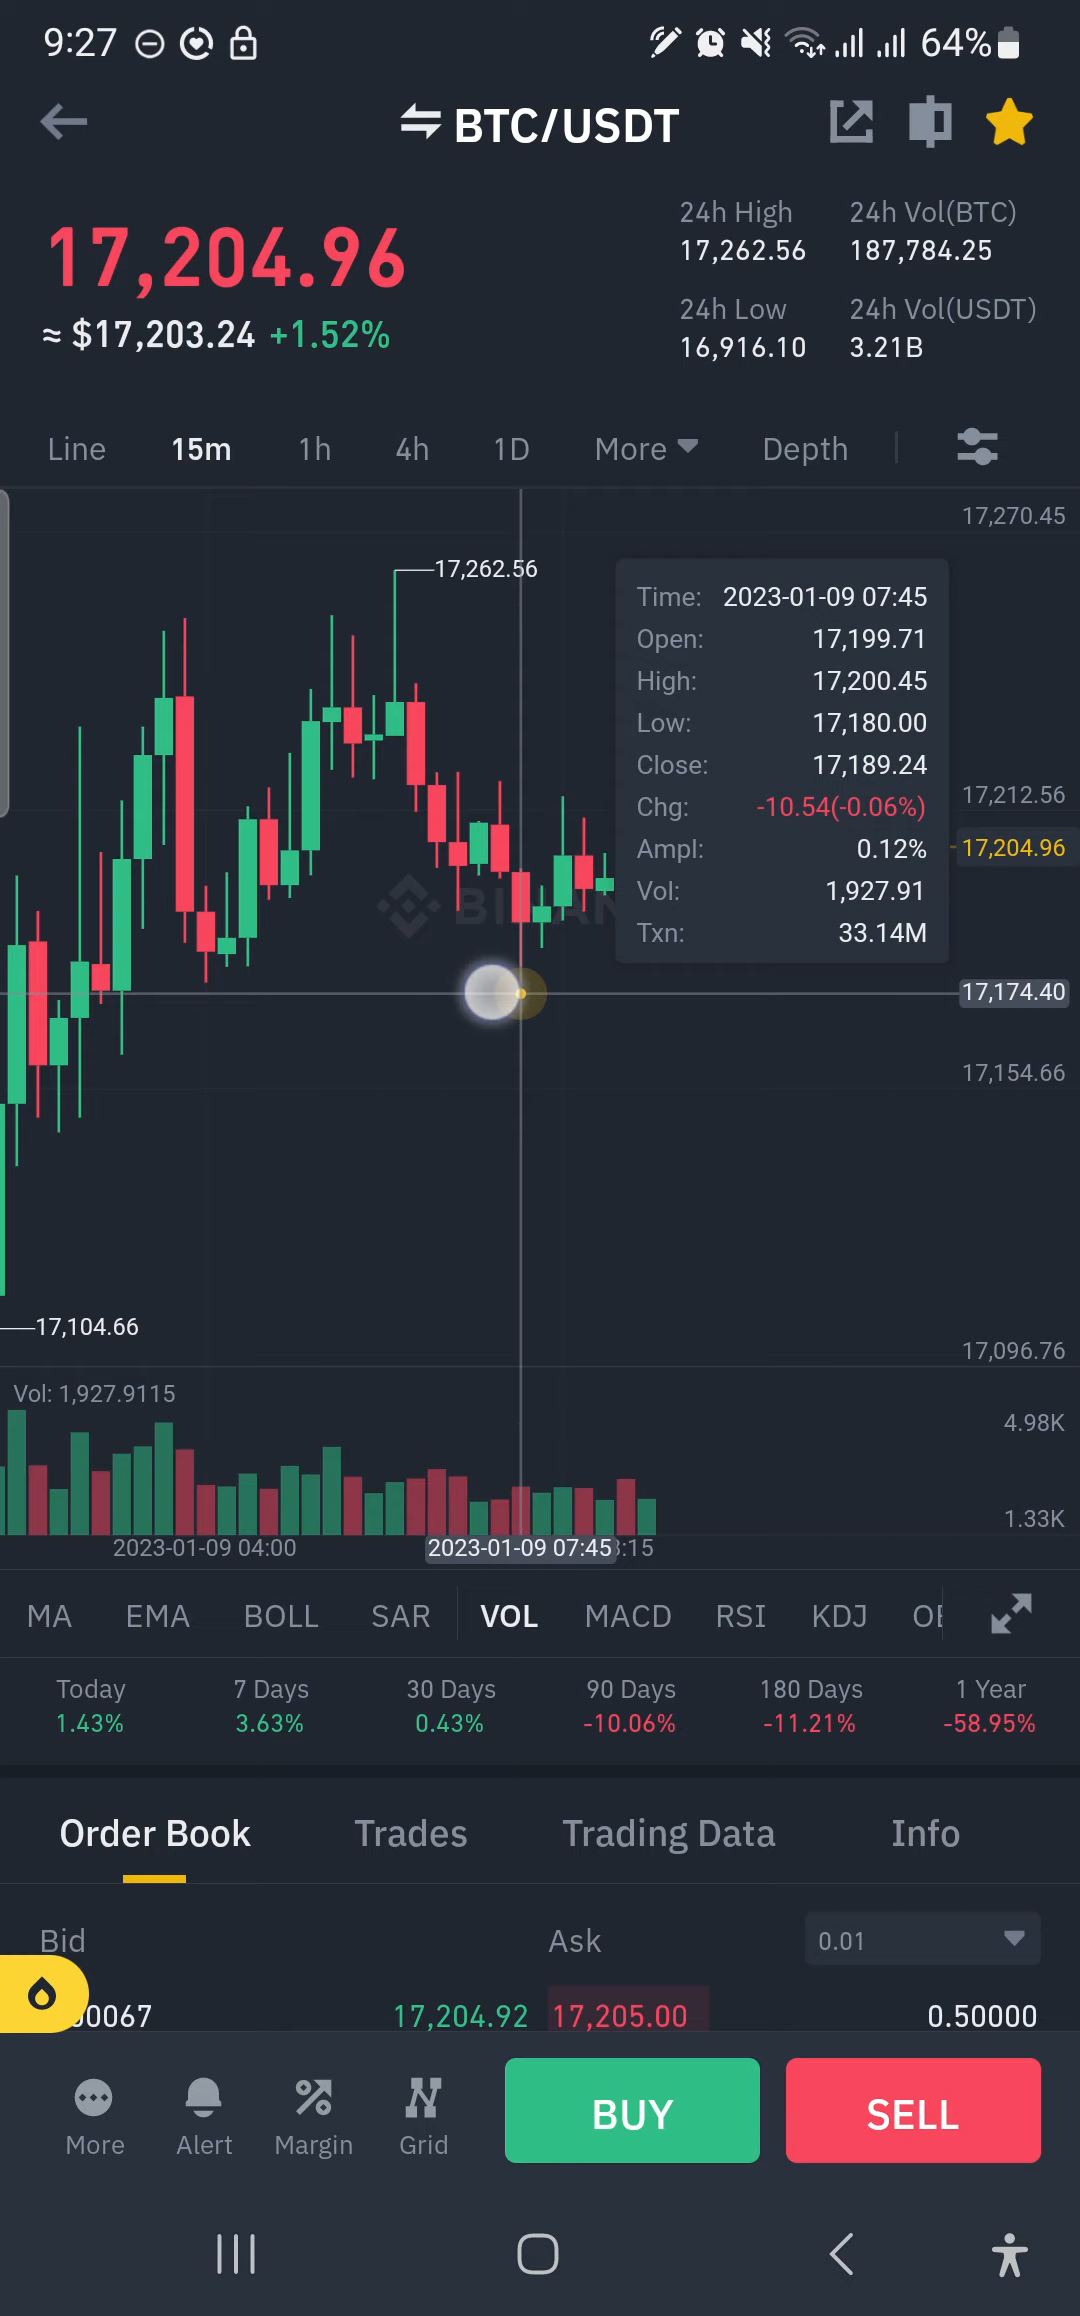 9:27
64%
BTC/USDT
17,204.96
≈ $17,203.24 +1.52%
24h High
17,262.56
24h Vol(BTC)
187,784.25
24h Low
16,916.10
24h Vol(USDT)
3.21B
Line 15m 1h 4h 1D More Depth
17,270.45
17,262.56
Time: 2023-01-09 07:45
Open: 17,199.71
High: 17,200.45
Low: 17,180.00
Close: 17,189.24
Chg: -10.54(-0.06%)
Ampl: 0.12%
Vol: 1,927.91
Txn: 33.14M
17,212.56
17,204.96
17,174.40
17,154.66
17,104.66
17,096.76
Vol: 1,927.9115
4.98K
1.33K
2023-01-09 04:00
2023-01-09 07:45
:15
MA EMA BOLL SAR VOL MACD RSI KDJ
Today 7 Days 30 Days 90 Days 180 Days 1 Year
1.43% 3.63% 0.43% -10.06% -11.21% -58.95%
Order Book Trades Trading Data Info
Bid
Ask
0.01
00067 17,204.92 17,205.00 0.50000
More Alert Margin Grid
BUY
SELL